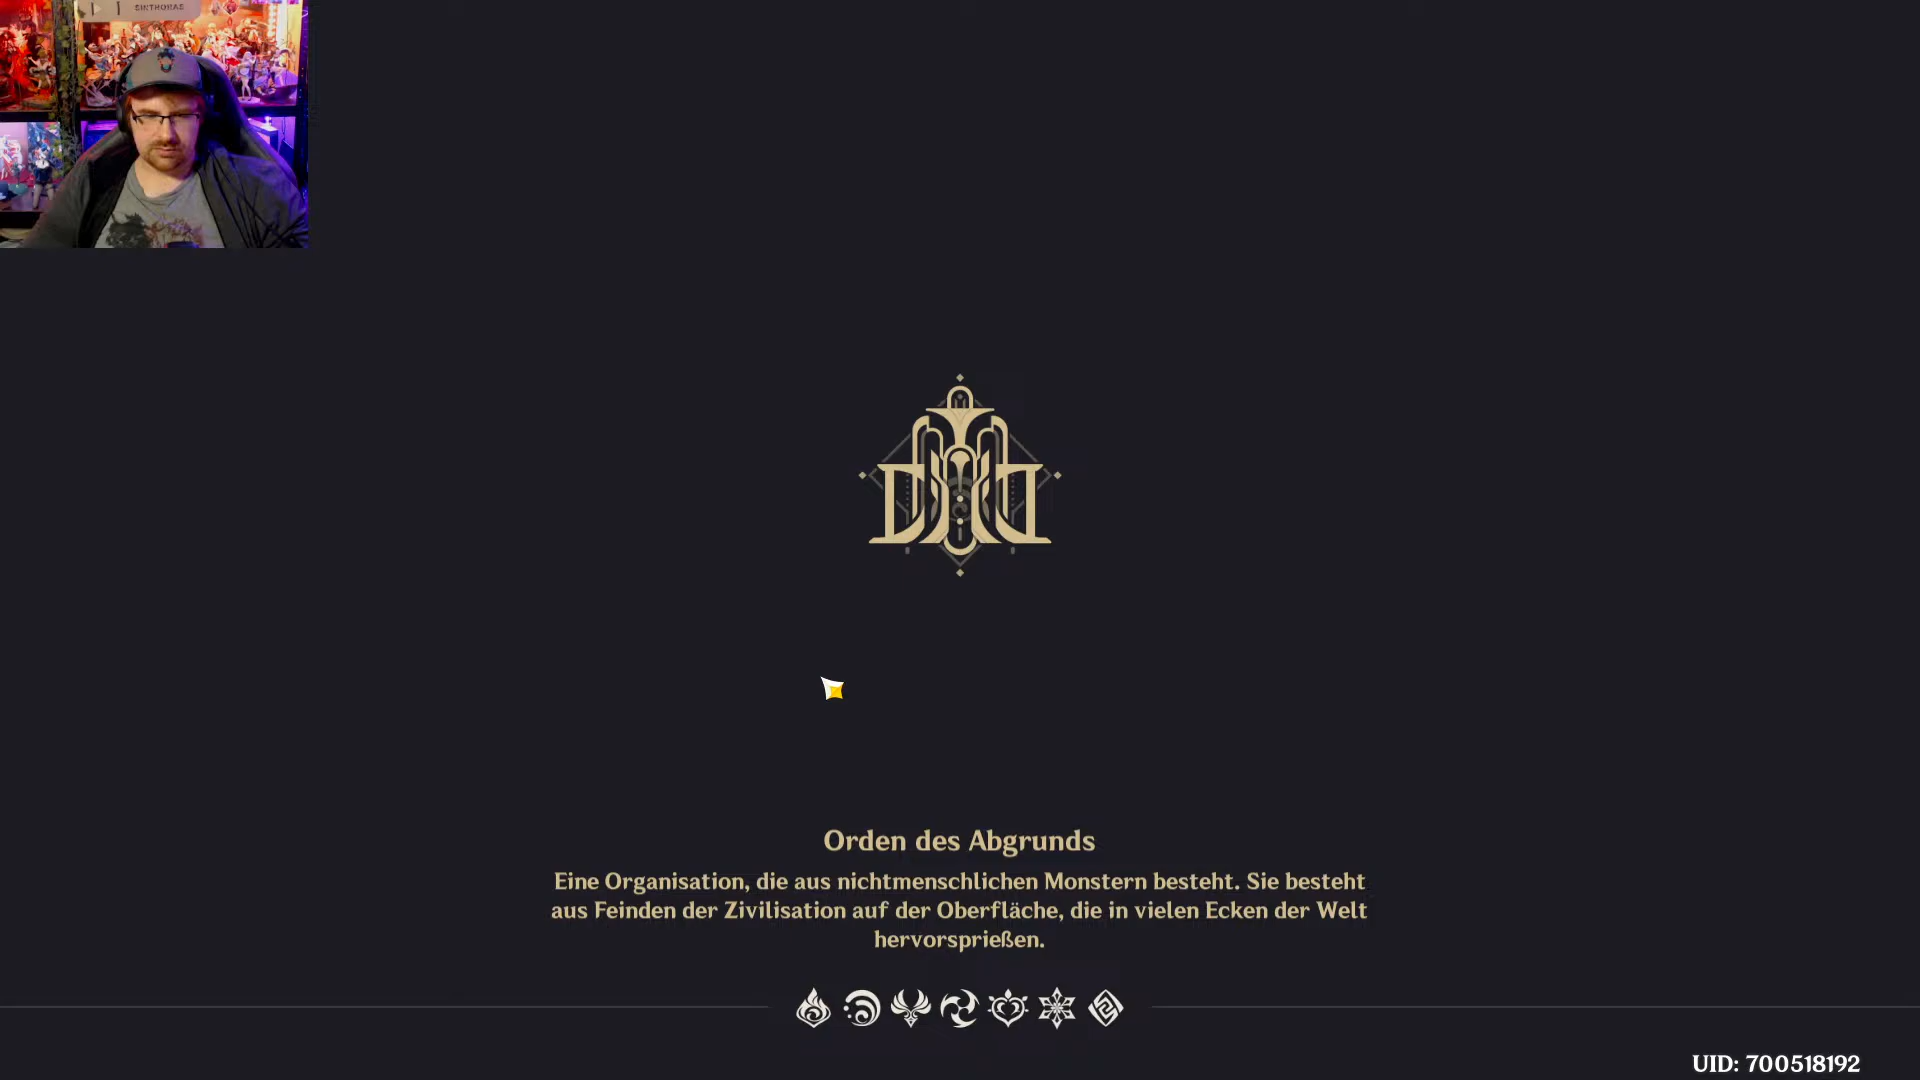 SINTHORAS
Orden des Abgrunds
Eine Organisation, die aus nichtmenschlichen Monstern besteht. Sie besteht
aus Feinden der Zivilisation auf der Oberfläche, die in vielen Ecken der Welt
hervorsprießen.
UID: 700518192